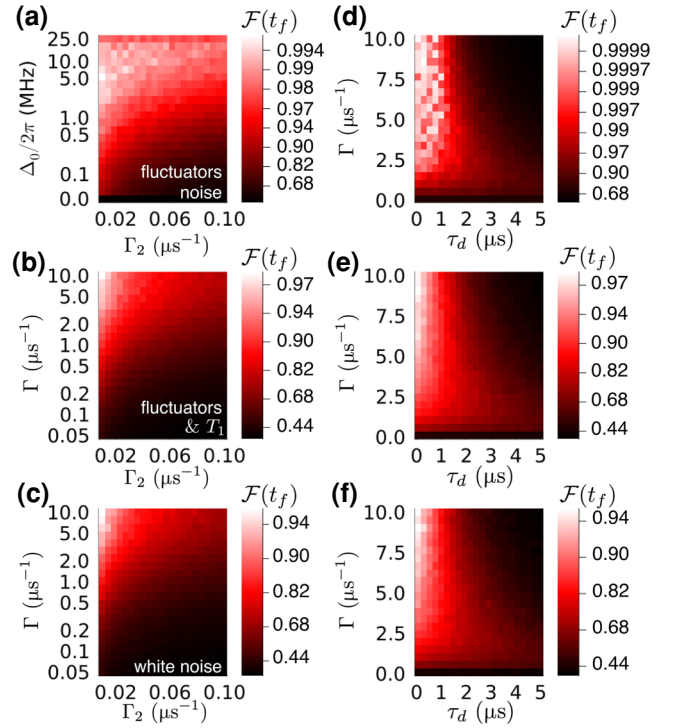 (a)
F(t_f)
Δ₀/2π (MHz)
25.0
10.0
5.0
1.0
0.5
0.1
0.0
fluctuators
noise
0.02 0.06 0.10
Γ₂ (μs⁻¹)
0.994
0.99
0.98
0.97
0.94
0.90
0.82
0.68
(d)
F(t_f)
Γ (μs⁻¹)
10.0
7.5
5.0
2.5
0.0
0 1 2 3 4 5
τ_d (μs)
0.9999
0.9997
0.999
0.997
0.99
0.97
0.90
0.68
(b)
F(t_f)
Γ (μs⁻¹)
10.0
5.0
2.0
1.0
0.5
0.2
0.1
0.05
fluctuators
& T₁
0.02 0.06 0.10
Γ₂ (μs⁻¹)
0.97
0.94
0.90
0.82
0.68
0.44
(e)
F(t_f)
Γ (μs⁻¹)
10.0
7.5
5.0
2.5
0.0
0 1 2 3 4 5
τ_d (μs)
0.97
0.94
0.90
0.82
0.68
0.44
(c)
F(t_f)
Γ (μs⁻¹)
10.0
5.0
2.0
1.0
0.5
0.2
0.1
0.05
white noise
0.02 0.06 0.10
Γ₂ (μs⁻¹)
0.94
0.90
0.82
0.68
0.44
(f)
F(t_f)
Γ (μs⁻¹)
10.0
7.5
5.0
2.5
0.0
0 1 2 3 4 5
τ_d (μs)
0.94
0.90
0.82
0.68
0.44